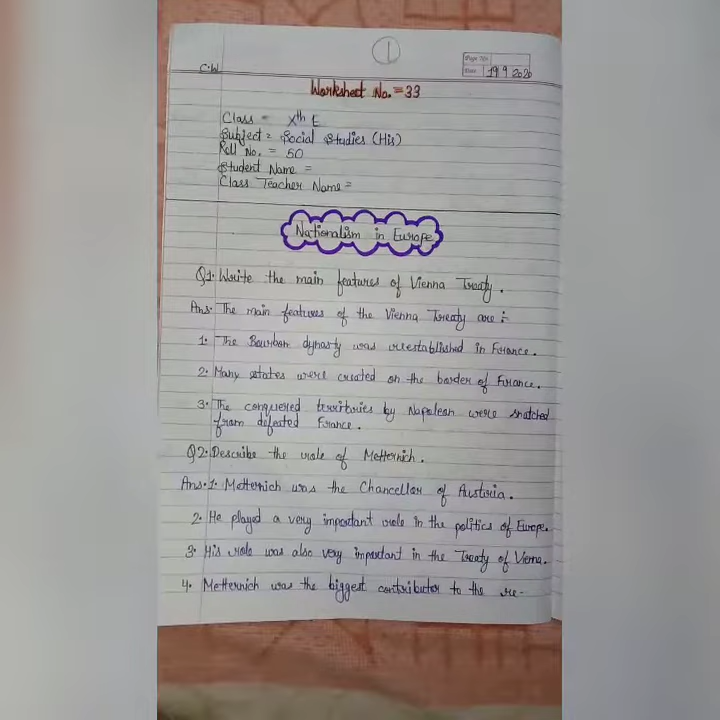 1
C.W
Page No.
Date 19 9 2020
Worksheet No. = 33
Class = Xth E
Subject = Social Studies (His)
Roll No. = 50
Student Name =
Class Teacher Name =
Nationalism in Europe
Q1. Write the main features of Vienna Treaty.
Ans. The main features of the Vienna Treaty are :-
1. The Bourbon dynasty was reestablished in France.
2. Many states were created on the border of France.
3. The conquered territories by Napolean were snatched
from defeated France.
Q2. Describe the role of Metternich.
Ans. 1. Metternich was the Chancellor of Austria.
2. He played a very important role in the politics of Europe.
3. His role was also very important in the Treaty of Vienna.
4. Metternich was the biggest contributor to the re-